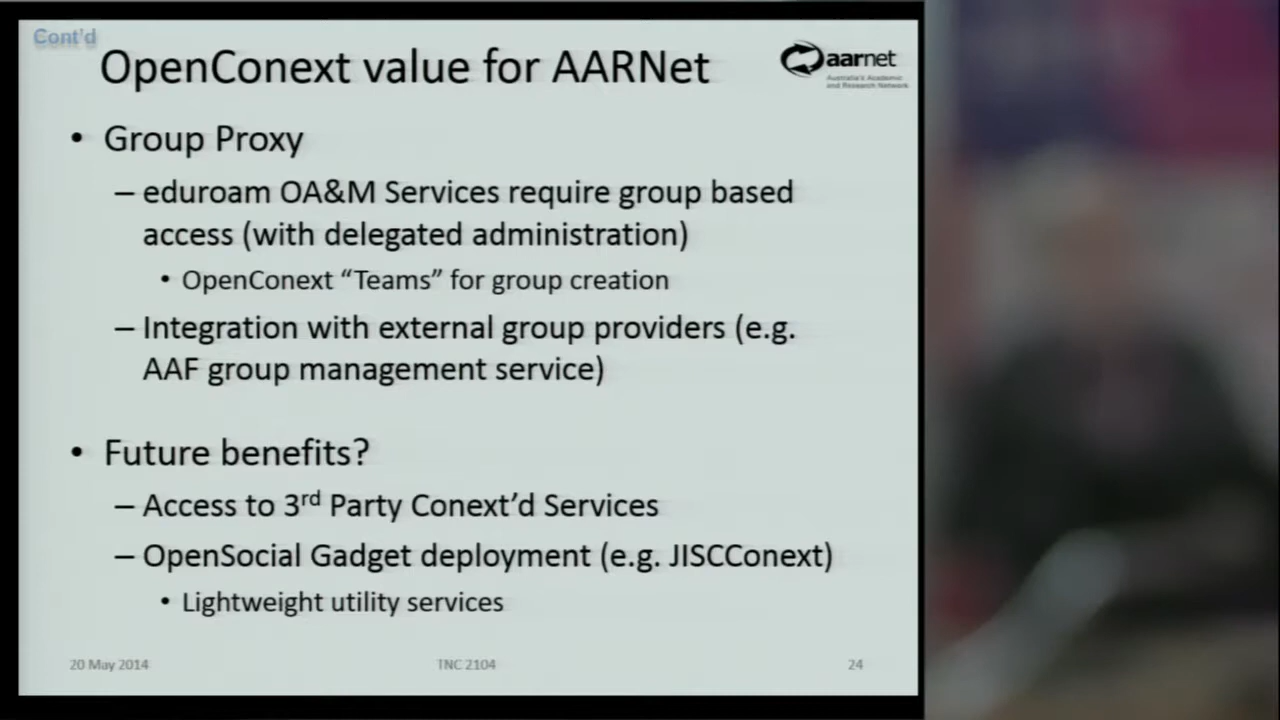 Cont'd
OpenConext value for AARNet
aarnet
Australia's Academic
and Research Network
• Group Proxy
– eduroam OA&M Services require group based
access (with delegated administration)
• OpenConext “Teams” for group creation
– Integration with external group providers (e.g.
AAF group management service)
• Future benefits?
– Access to 3rd Party Conext’d Services
– OpenSocial Gadget deployment (e.g. JISCConext)
• Lightweight utility services
20 May 2014
TNC 2104
24